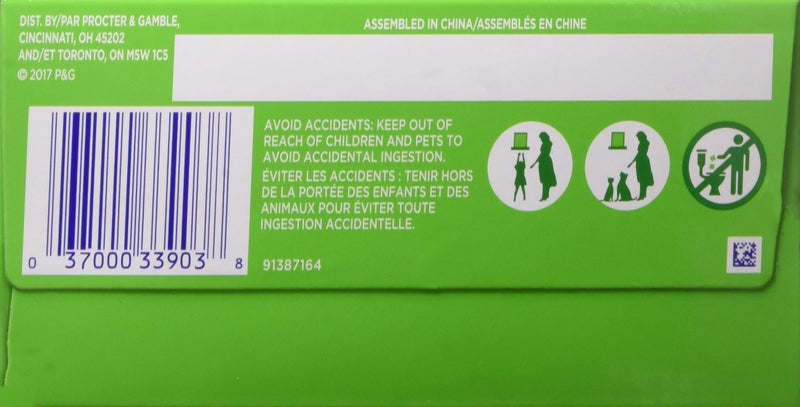 DIST. BY/PAR PROCTER & GAMBLE,
CINCINNATI, OH 45202
AND/ET TORONTO, ON M5W 1C5
© 2017 P&G
ASSEMBLED IN CHINA/ASSEMBLÉS EN CHINE
AVOID ACCIDENTS: KEEP OUT OF
REACH OF CHILDREN AND PETS TO
AVOID ACCIDENTAL INGESTION.
ÉVITER LES ACCIDENTS : TENIR HORS
DE LA PORTÉE DES ENFANTS ET DES
ANIMAUX POUR ÉVITER TOUTE
INGESTION ACCIDENTELLE.
0 37000 33903 8
91387164